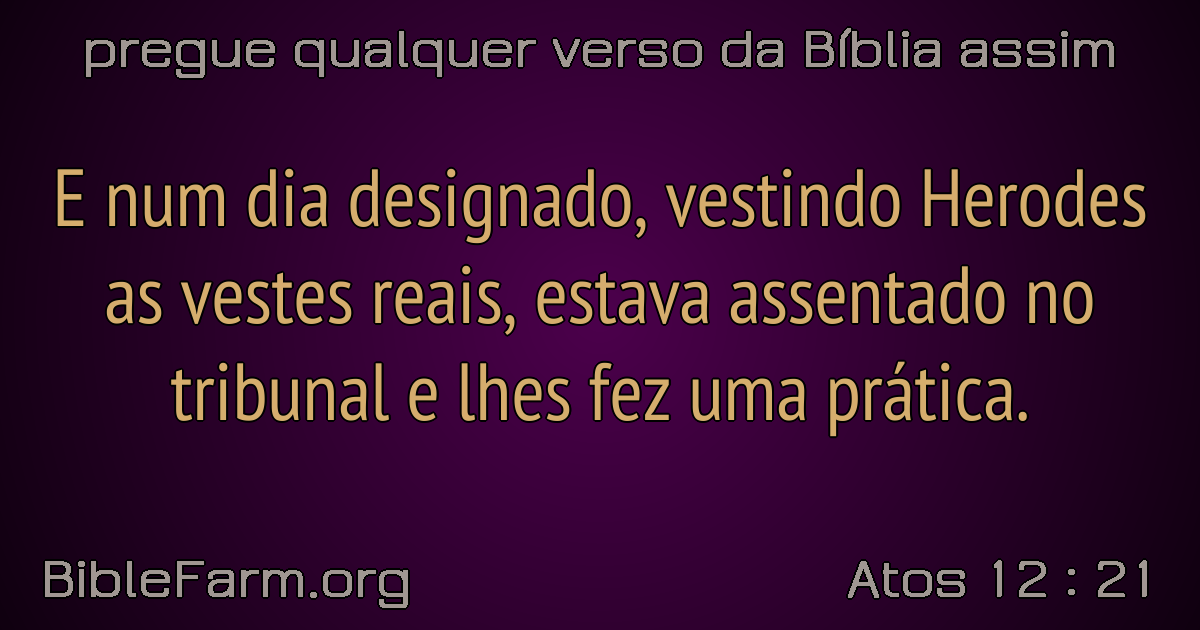 pregue qualquer verso da Bíblia assim
E num dia designado, vestindo Herodes
as vestes reais, estava assentado no
tribunal e lhes fez uma prática.
BibleFarm.org
Atos 12 : 21